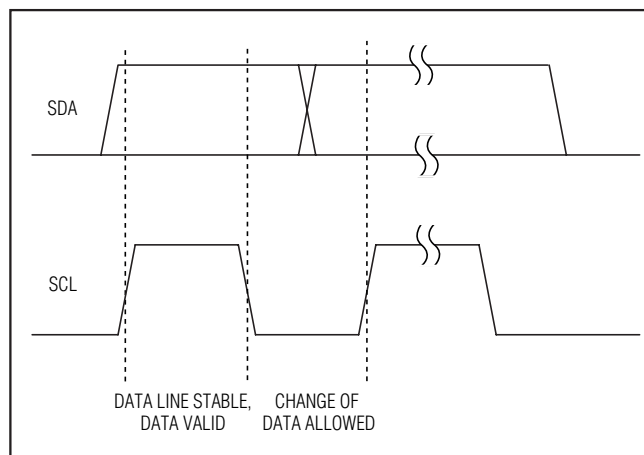 SDA
SCL
DATA LINE STABLE,
DATA VALID
CHANGE OF
DATA ALLOWED